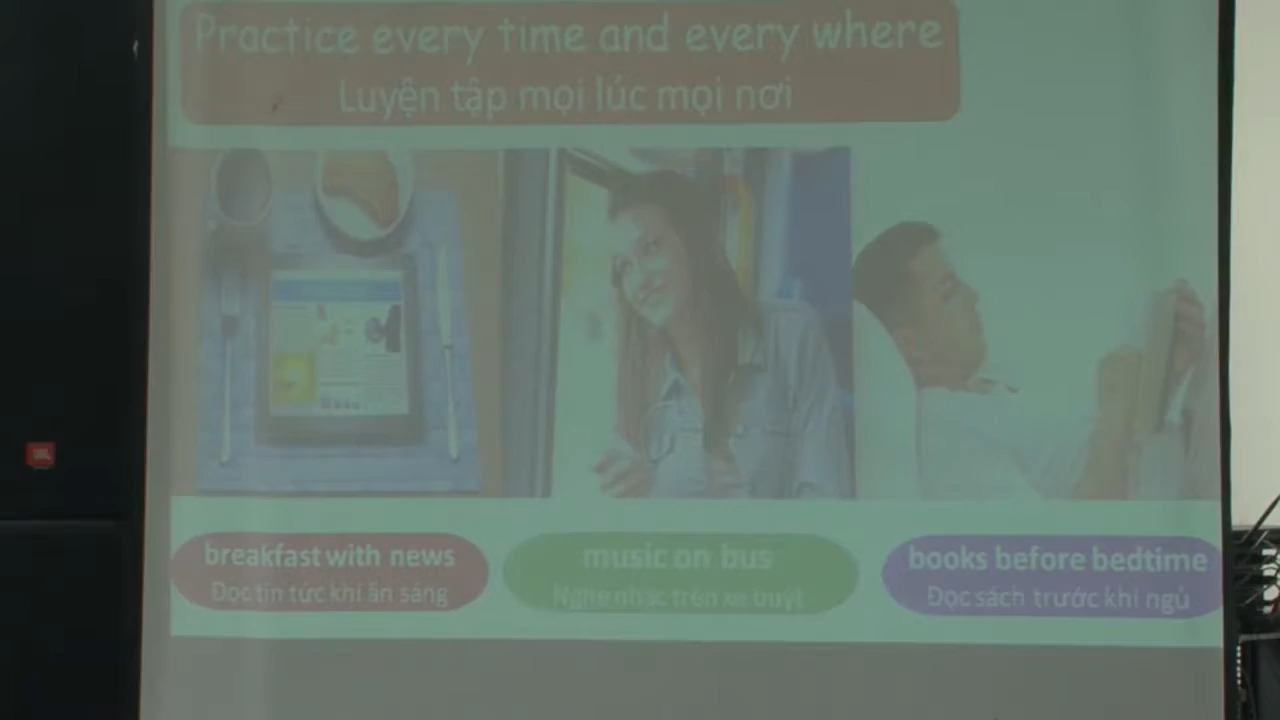 Practice every time and every where
Luyện tập mọi lúc mọi nơi
breakfast with news
Đọc tin tức khi ăn sáng
music on bus
Nghe nhạc trên xe buýt
books before bedtime
Đọc sách trước khi ngủ
JBL